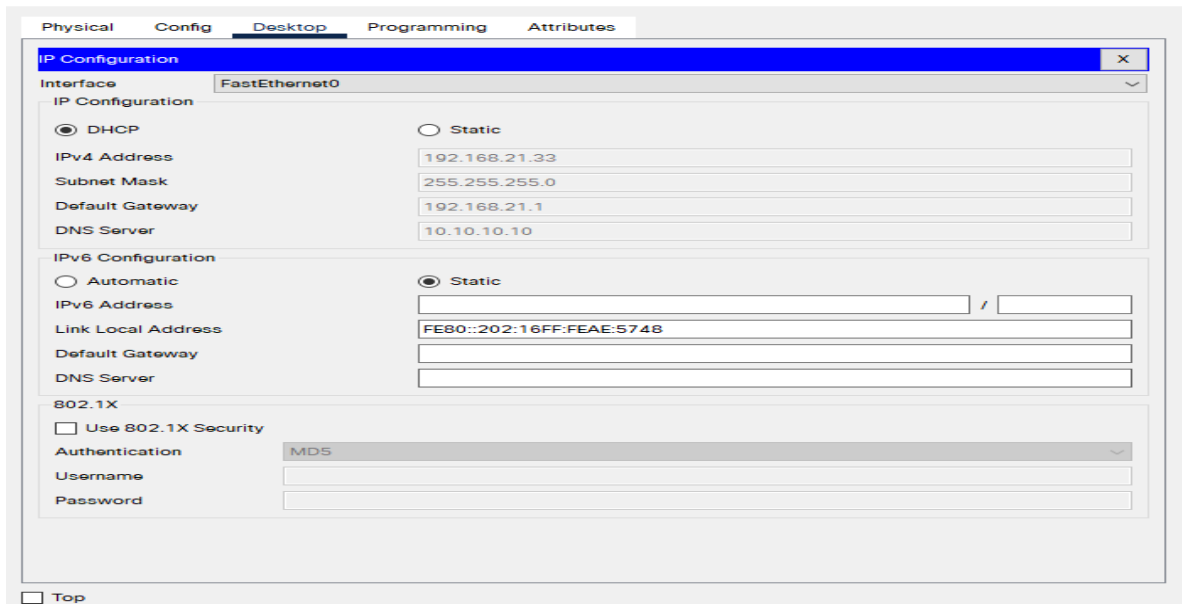 Physical Config Desktop Programming Attributes
IP Configuration X
Interface FastEthernet0
IP Configuration
DHCP Static
IPv4 Address 192.168.21.33
Subnet Mask 255.255.255.0
Default Gateway 192.168.21.1
DNS Server 10.10.10.10
IPv6 Configuration
Automatic Static
IPv6 Address /
Link Local Address FE80::202:16FF:FEAE:5748
Default Gateway
DNS Server
802.1X
Use 802.1X Security
Authentication MD5
Username
Password
Top